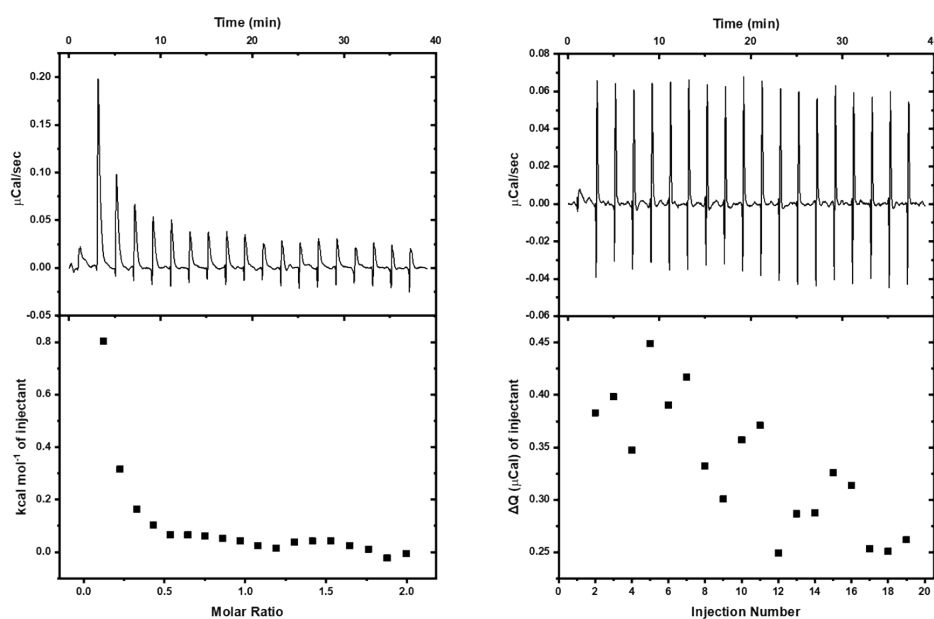 Time (min)
0 10 20 30 40
0.20
0.15
0.10
0.05
0.00
-0.05
μCal/sec
0.8
0.6
0.4
0.2
0.0
kcal mol⁻¹ of injectant
0.0 0.5 1.0 1.5 2.0
Molar Ratio
Time (min)
0 10 20 30 40
0.08
0.06
0.04
0.02
0.00
-0.02
-0.04
-0.06
μCal/sec
0.45
0.40
0.35
0.30
0.25
ΔQ (μCal) of injectant
0 2 4 6 8 10 12 14 16 18 20
Injection Number